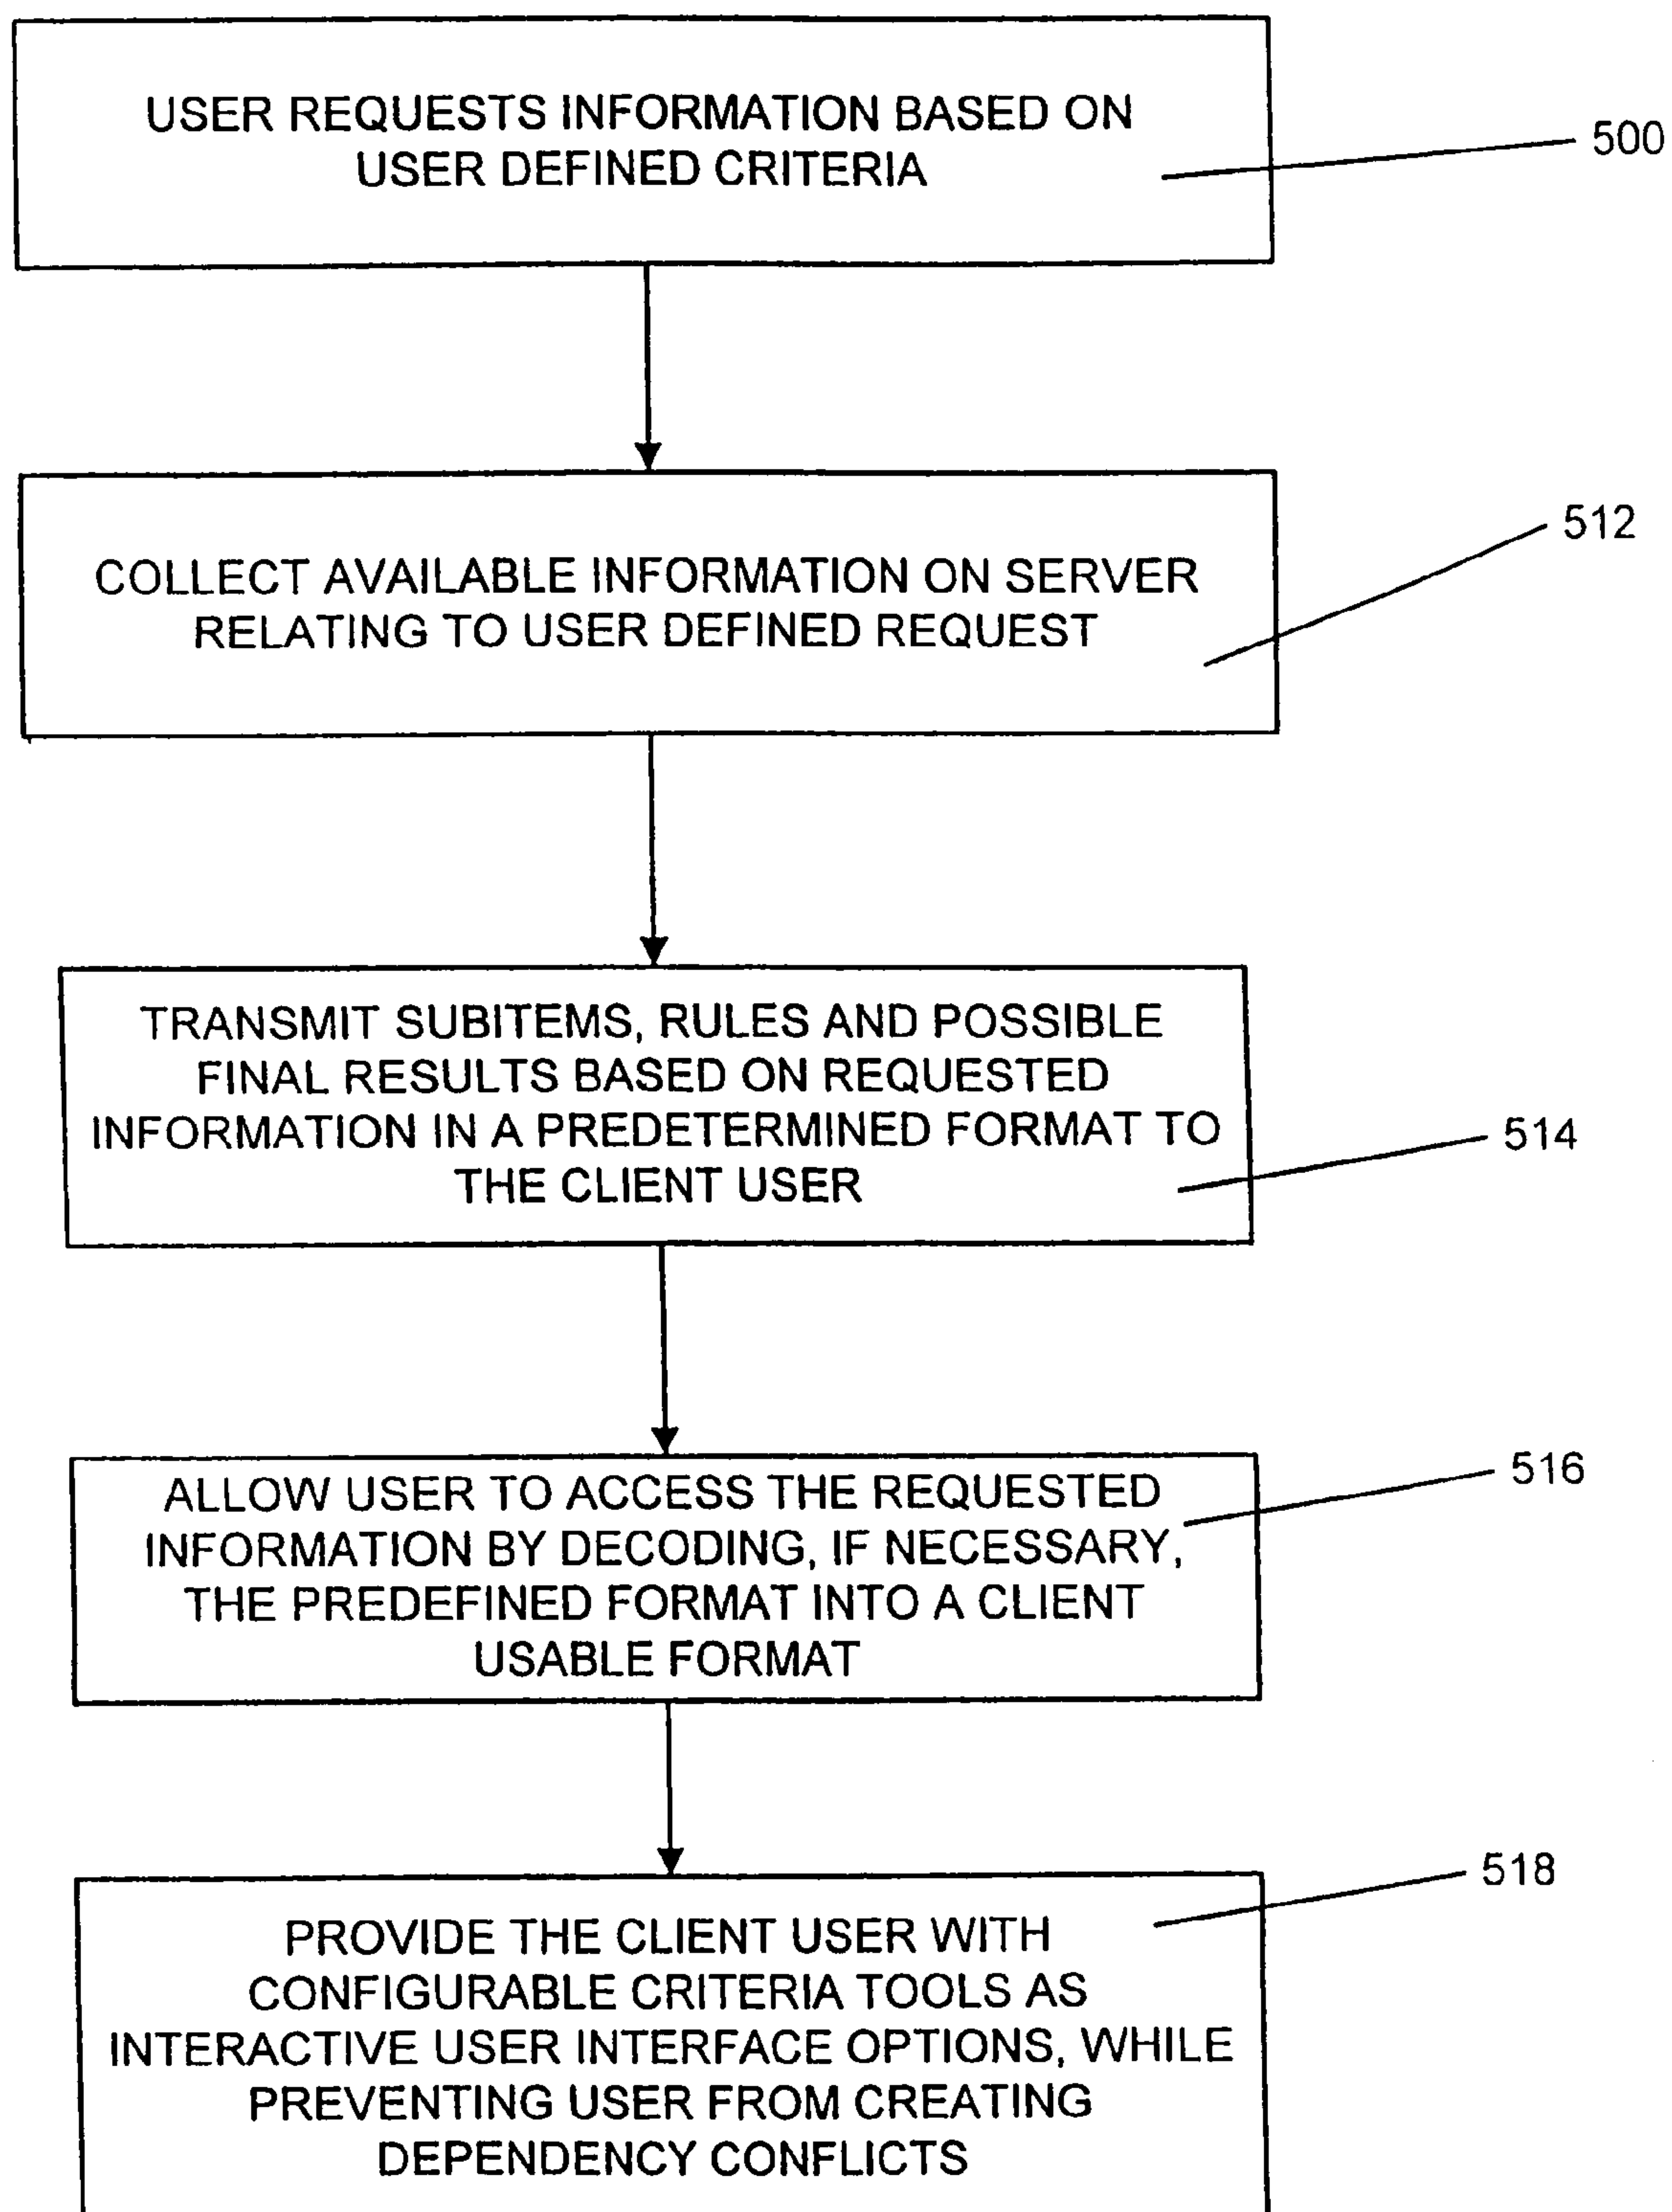 USER REQUESTS INFORMATION BASED ON
USER DEFINED CRITERIA
500
COLLECT AVAILABLE INFORMATION ON SERVER
RELATING TO USER DEFINED REQUEST
512
TRANSMIT SUBITEMS, RULES AND POSSIBLE
FINAL RESULTS BASED ON REQUESTED
INFORMATION IN A PREDETERMINED FORMAT TO
THE CLIENT USER
514
ALLOW USER TO ACCESS THE REQUESTED
INFORMATION BY DECODING, IF NECESSARY,
THE PREDEFINED FORMAT INTO A CLIENT
USABLE FORMAT
516
PROVIDE THE CLIENT USER WITH
CONFIGURABLE CRITERIA TOOLS AS
INTERACTIVE USER INTERFACE OPTIONS, WHILE
PREVENTING USER FROM CREATING
DEPENDENCY CONFLICTS
518